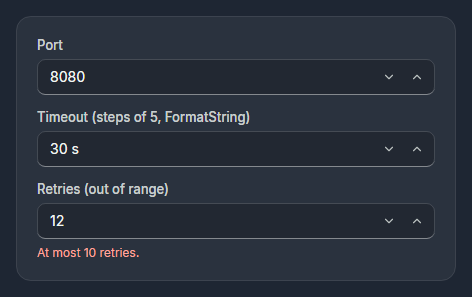 Port
8080
Timeout (steps of 5, FormatString)
30 s
Retries (out of range)
12
At most 10 retries.